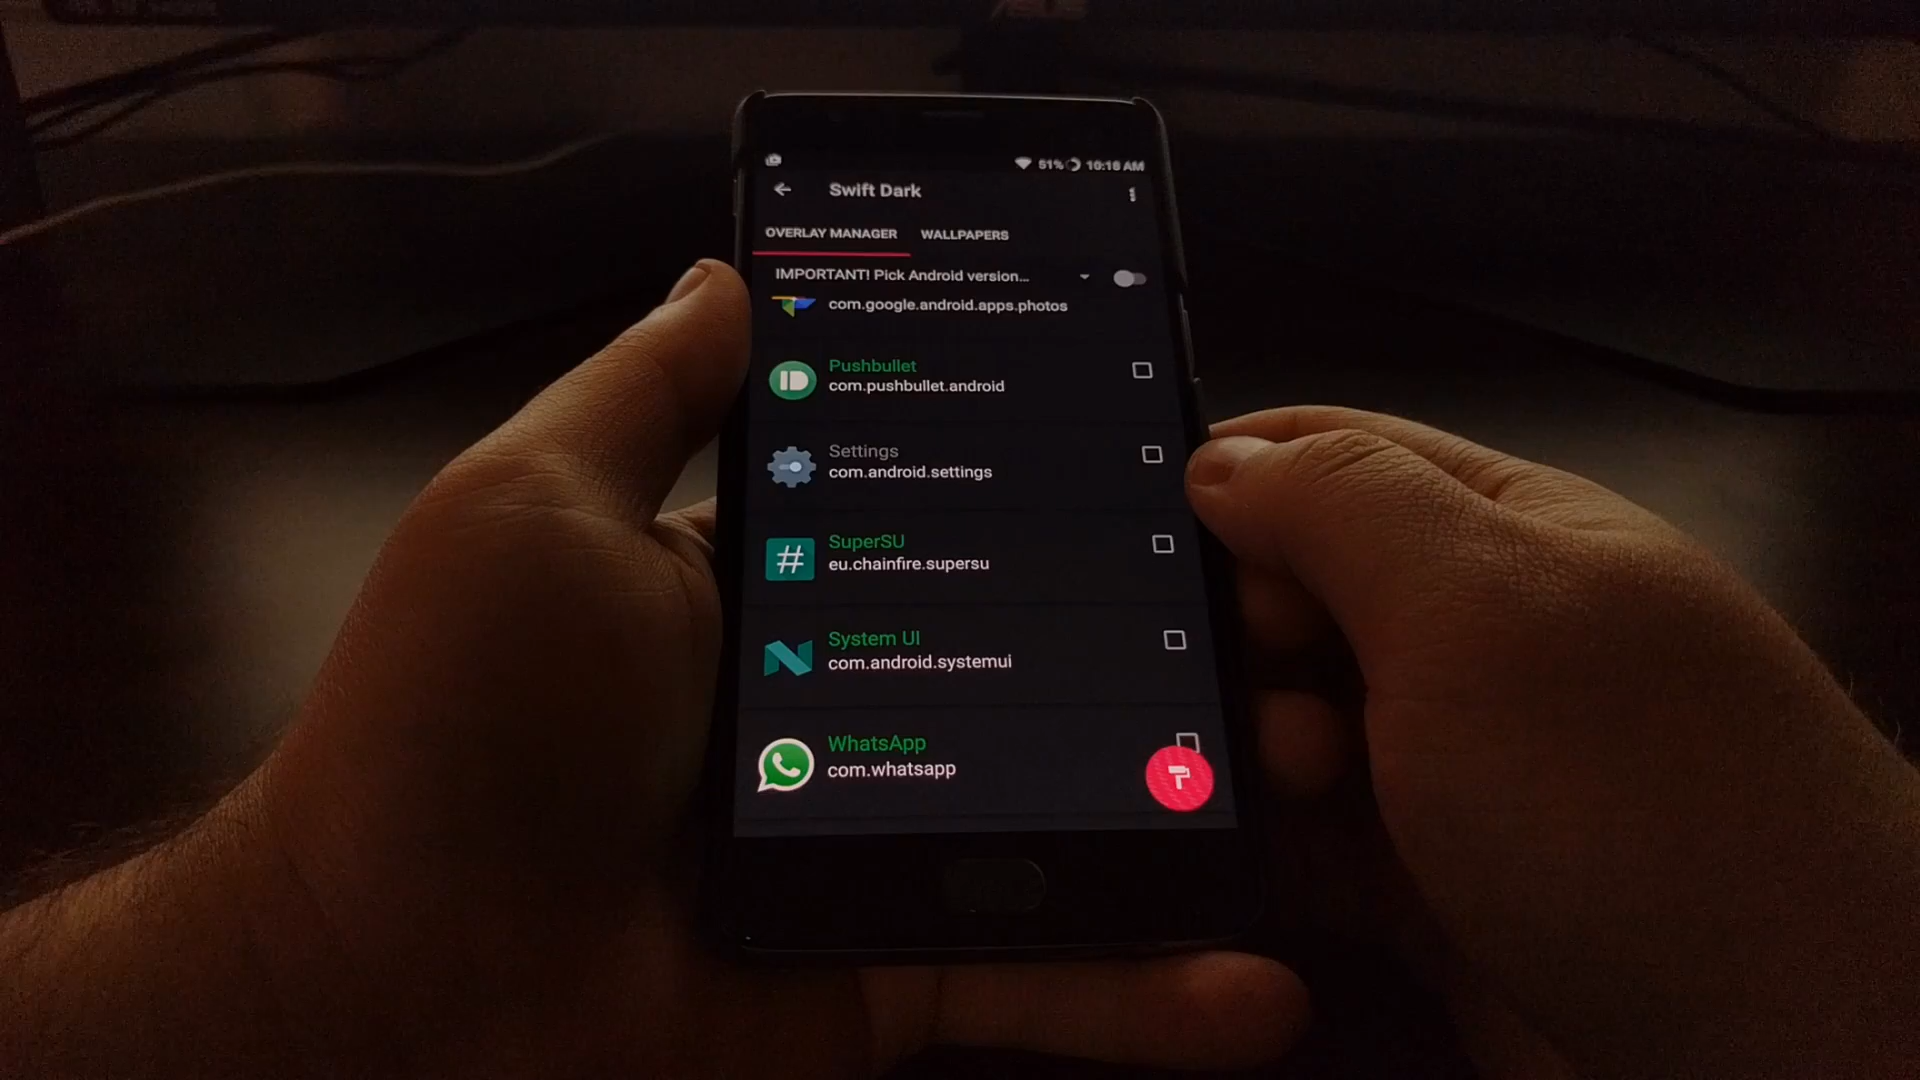 51% 10:16 AM
Swift Dark
OVERLAY MANAGER WALLPAPERS
IMPORTANT! Pick Android version...
com.google.android.apps.photos
Pushbullet
com.pushbullet.android
Settings
com.android.settings
SuperSU
eu.chainfire.supersu
System UI
com.android.systemui
WhatsApp
com.whatsapp